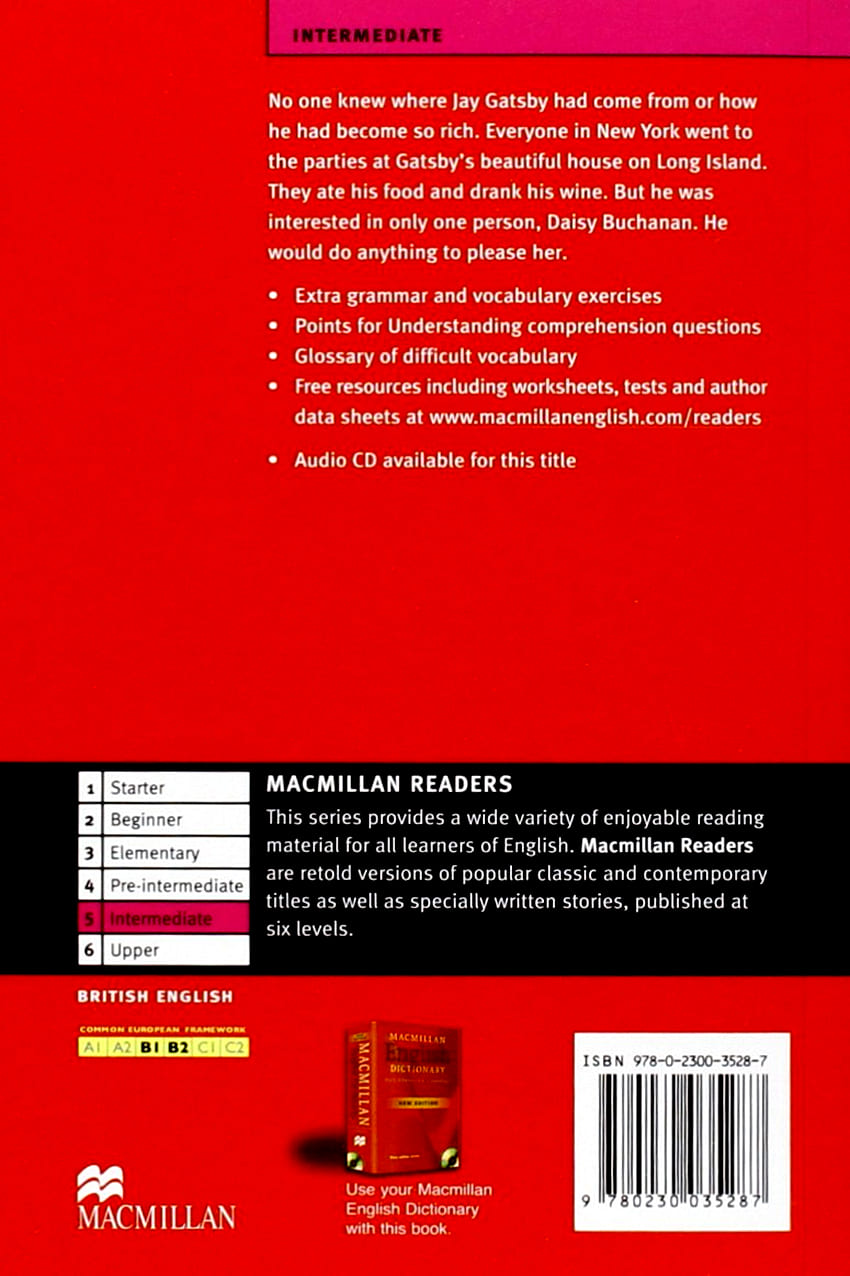 INTERMEDIATE
No one knew where Jay Gatsby had come from or how
he had become so rich. Everyone in New York went to
the parties at Gatsby's beautiful house on Long Island.
They ate his food and drank his wine. But he was
interested in only one person, Daisy Buchanan. He
would do anything to please her.
• Extra grammar and vocabulary exercises
• Points for Understanding comprehension questions
• Glossary of difficult vocabulary
• Free resources including worksheets, tests and author
data sheets at www.macmillanenglish.com/readers
• Audio CD available for this title
1 Starter
2 Beginner
3 Elementary
4 Pre-intermediate
5 Intermediate
6 Upper
MACMILLAN READERS
This series provides a wide variety of enjoyable reading
material for all learners of English. Macmillan Readers
are retold versions of popular classic and contemporary
titles as well as specially written stories, published at
six levels.
BRITISH ENGLISH
COMMON EUROPEAN FRAMEWORK
A1 A2 B1 B2 C1 C2
MACMILLAN
MACMILLAN
English
DICTIONARY
NEW EDITION
Use your Macmillan
English Dictionary
with this book.
MACMILLAN
ISBN 978-0-2300-3528-7
9 780230 035287